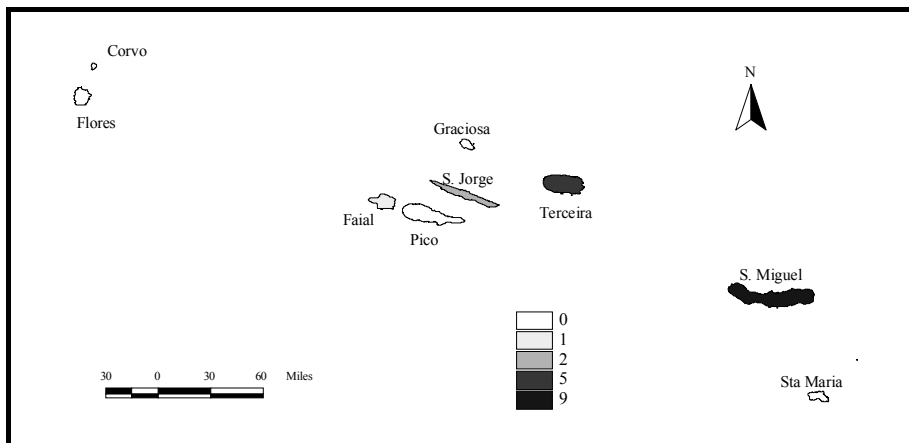 Corvo
Flores
N
Graciosa
S. Jorge
Terceira
Faial
Pico
S. Miguel
0
1
2
5
9
30 0 30 60 Miles
Sta Maria